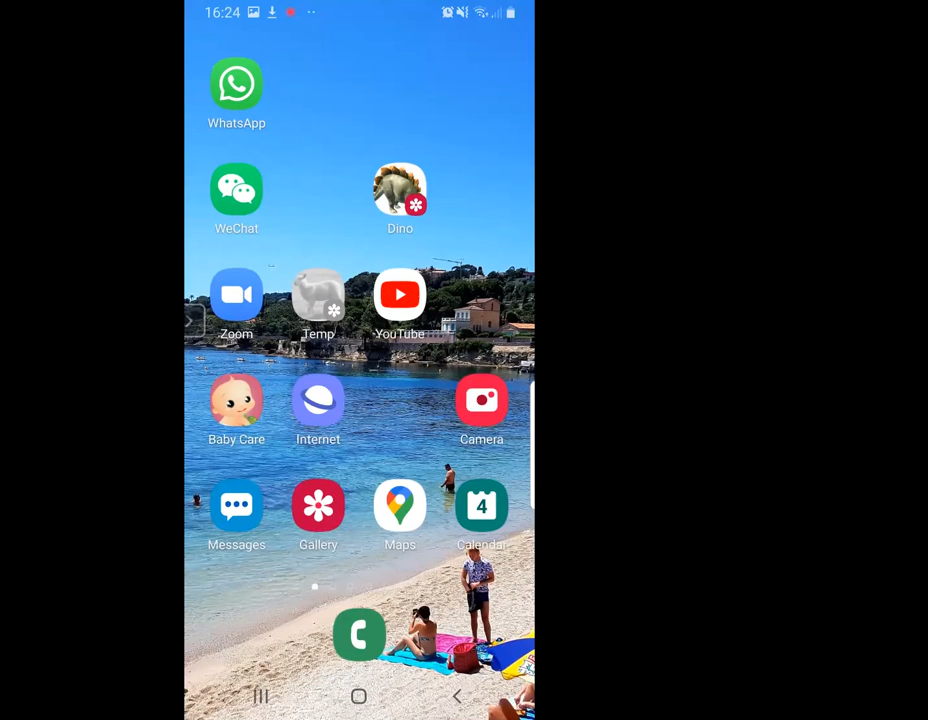 16:24
WhatsApp
WeChat
Dino
Zoom
Temp
YouTube
Baby Care
Internet
Camera
4
Messages
Gallery
Maps
Calendar